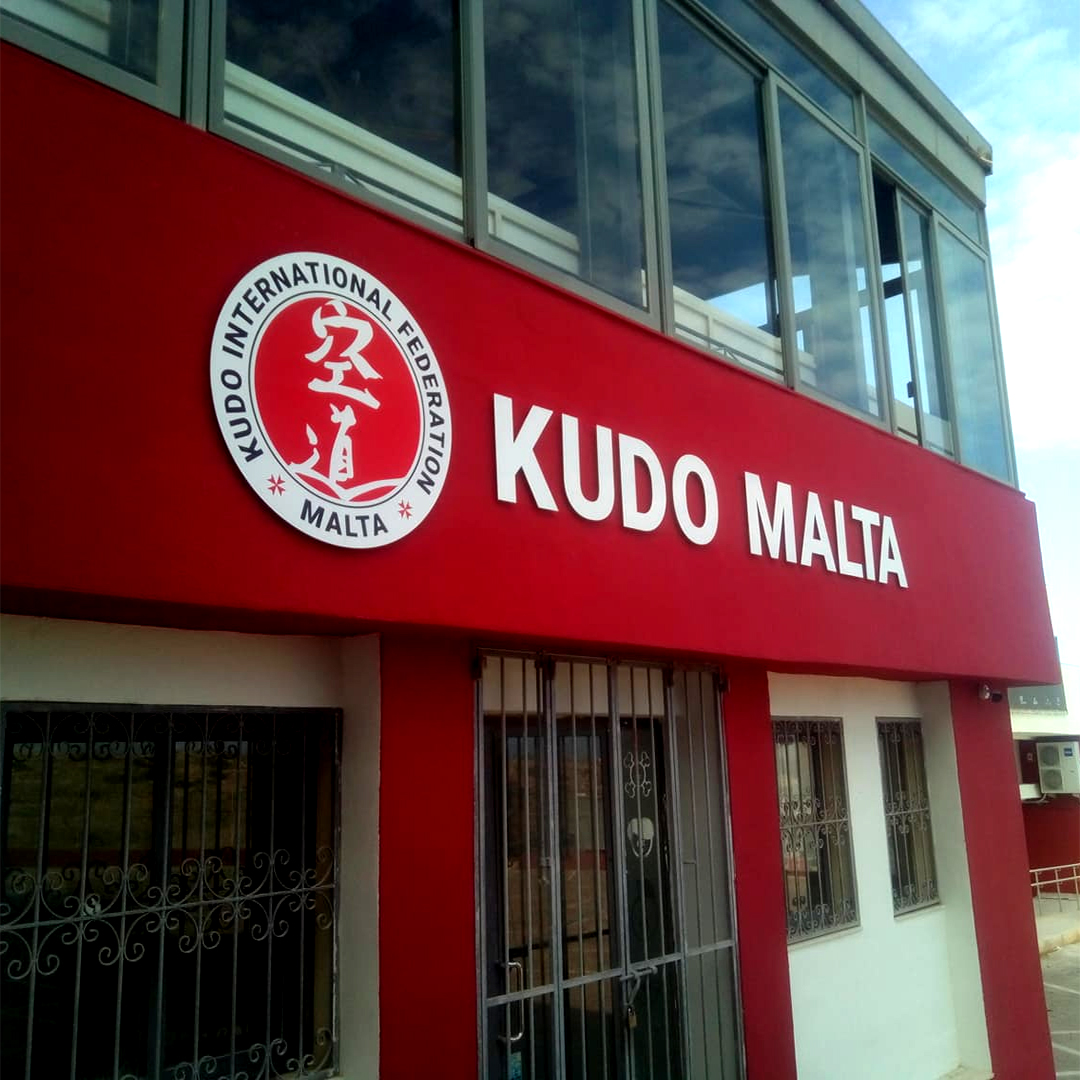 KUDO INTERNATIONAL FEDERATION
空
道
MALTA
KUDO MALTA